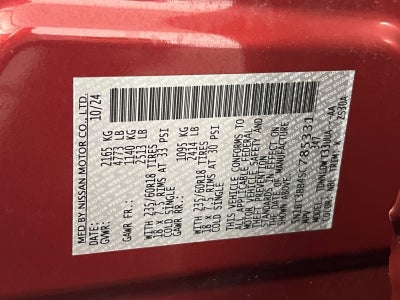 MFD BY NISSAN MOTOR CO., LTD.
DATE: 10/24
GVWR: 2165 KG
4773 LB
GAWR FR.: 1140 KG
2513 LB
WITH 235/60R18 TIRES
18 X 7.5 RIMS AT 33 PSI
COLD SINGLE
GAWR RR.: 1095 KG
2414 LB
WITH 235/60R18 TIRES
18 X 7.5 RIMS AT 30 PSI
COLD SINGLE
THIS VEHICLE CONFORMS TO
ALL APPLICABLE FEDERAL
MOTOR VEHICLE SAFETY AND
THEFT PREVENTION
STANDARDS IN EFFECT ON
THE DATE OF MANUFACTURE
SHOWN ABOVE.
785331
MPV
MODEL:
COLOR: TRIM: